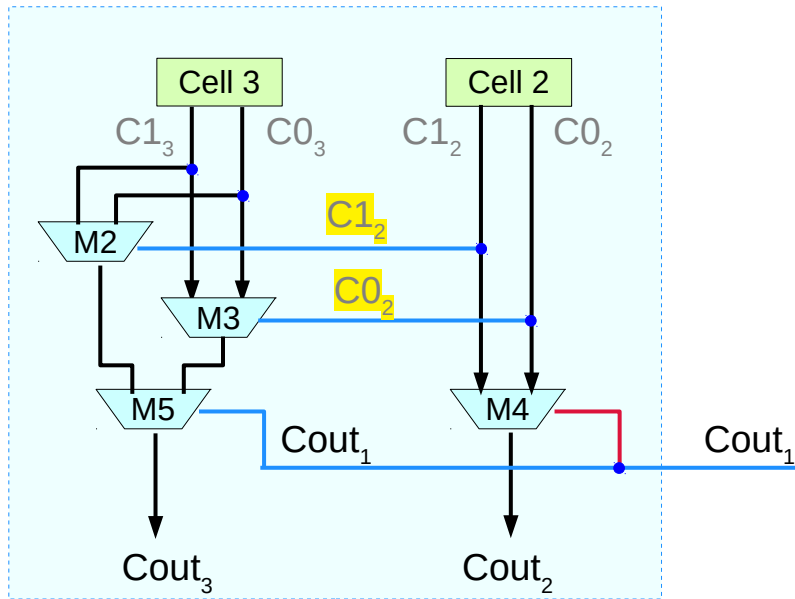 Cell 3
Cell 2
C1₃
C0₃
C1₂
C0₂
C1₂
M2
C0₂
M3
M5
M4
Cout₁
Cout₁
Cout₃
Cout₂